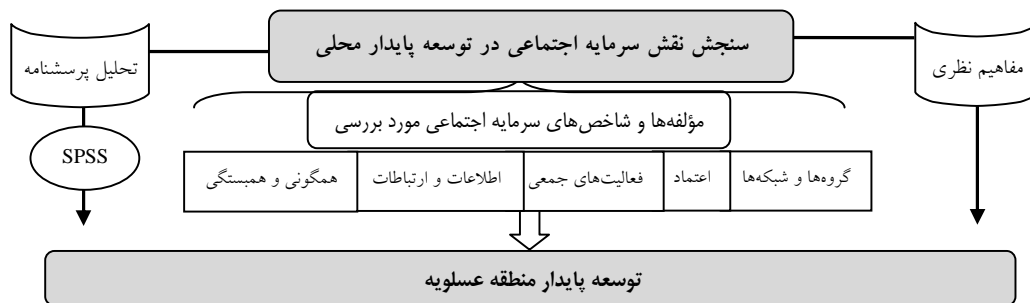 سنجش نقش سرمایه اجتماعی در توسعه پایدار محلی
مفاهیم نظری
تحلیل پرسشنامه
مؤلفه‌ها و شاخص‌های سرمایه اجتماعی مورد بررسی
SPSS
گروه‌ها و شبکه‌ها
اعتماد
فعالیت‌های جمعی
اطلاعات و ارتباطات
همگونی و همبستگی
توسعه پایدار منطقه عسلویه